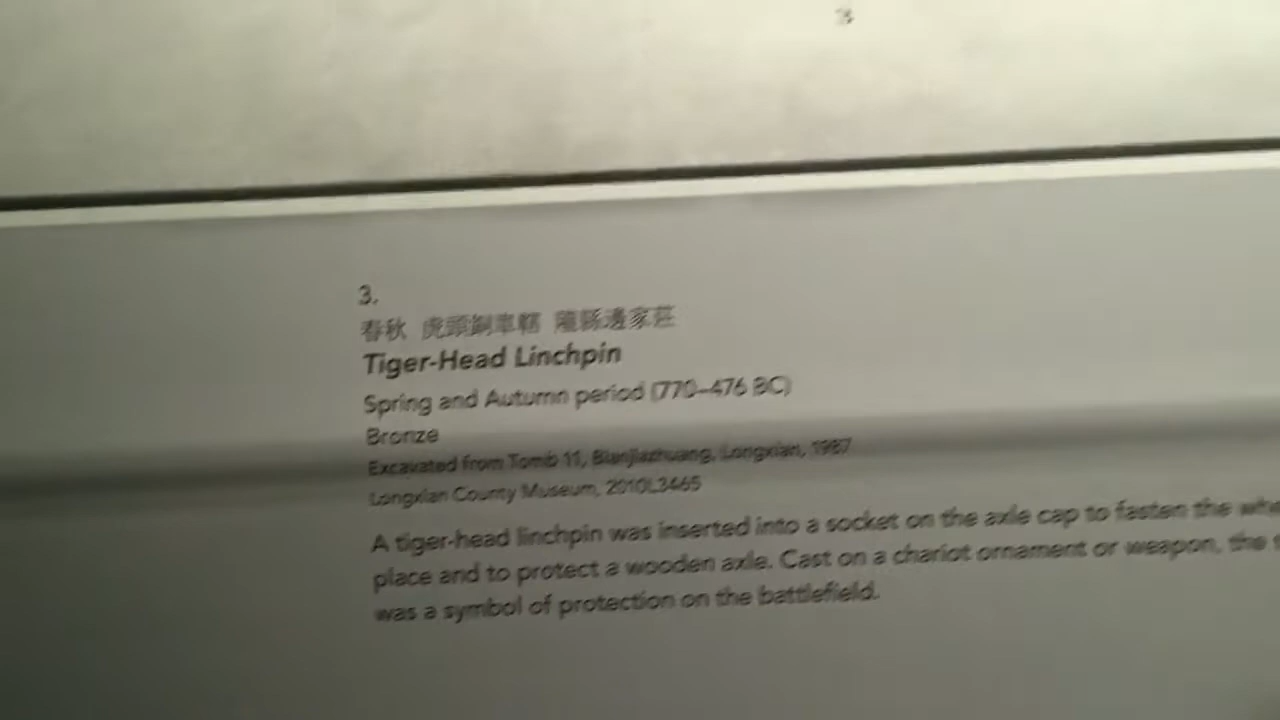 3
3.
春秋 虎頭銅車轄 隴縣邊家莊
Tiger-Head Linchpin
Spring and Autumn period (770–476 BC)
Bronze
Excavated from Tomb 11, Bianjiazhuang, Longxian, 1987
Longxian County Museum, 2010L3465
A tiger-head linchpin was inserted into a socket on the axle cap to fasten the
place and to protect a wooden axle. Cast on a chariot ornament or weapon, the
was a symbol of protection on the battlefield.